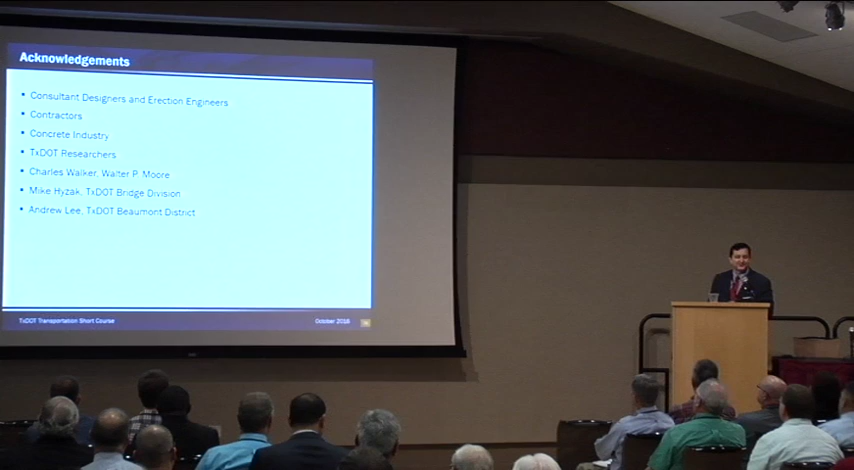 Acknowledgements
Consultant Designers and Erection Engineers
Contractors
Concrete Industry
TxDOT Researchers
Charles Walker, Walter P. Moore
Mike Hyzak, TxDOT Bridge Division
Andrew Lee, TxDOT Beaumont District
TxDOT Transportation Short Course
October 2016